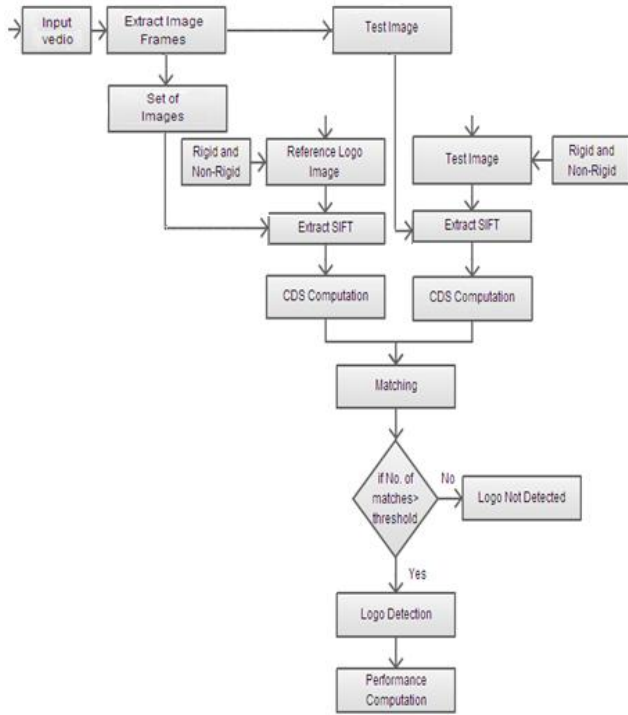 Input
vedio
Extract Image
Frames
Test Image
Set of
Images
Rigid and
Non-Rigid
Reference Logo
Image
Test Image
Rigid and
Non-Rigid
Extract SIFT
Extract SIFT
CDS Computation
CDS Computation
Matching
if No. of
matches>
threshold
No
Logo Not Detected
Yes
Logo Detection
Performance
Computation